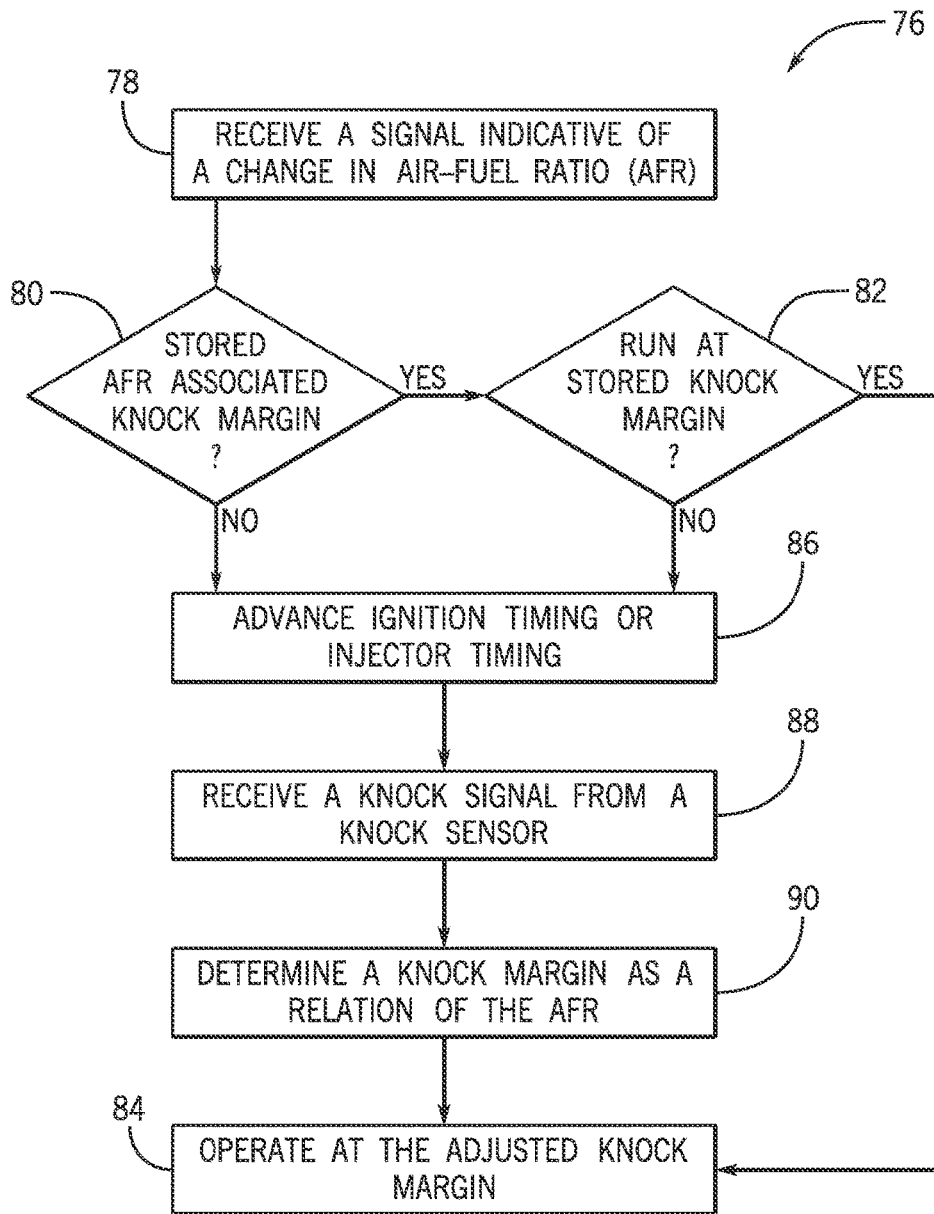 76
78
RECEIVE A SIGNAL INDICATIVE OF
A CHANGE IN AIR-FUEL RATIO (AFR)
80
STORED
AFR ASSOCIATED
KNOCK MARGIN
?
YES
NO
82
RUN AT
STORED KNOCK
MARGIN
?
YES
NO
86
ADVANCE IGNITION TIMING OR
INJECTOR TIMING
88
RECEIVE A KNOCK SIGNAL FROM A
KNOCK SENSOR
90
DETERMINE A KNOCK MARGIN AS A
RELATION OF THE AFR
84
OPERATE AT THE ADJUSTED KNOCK
MARGIN